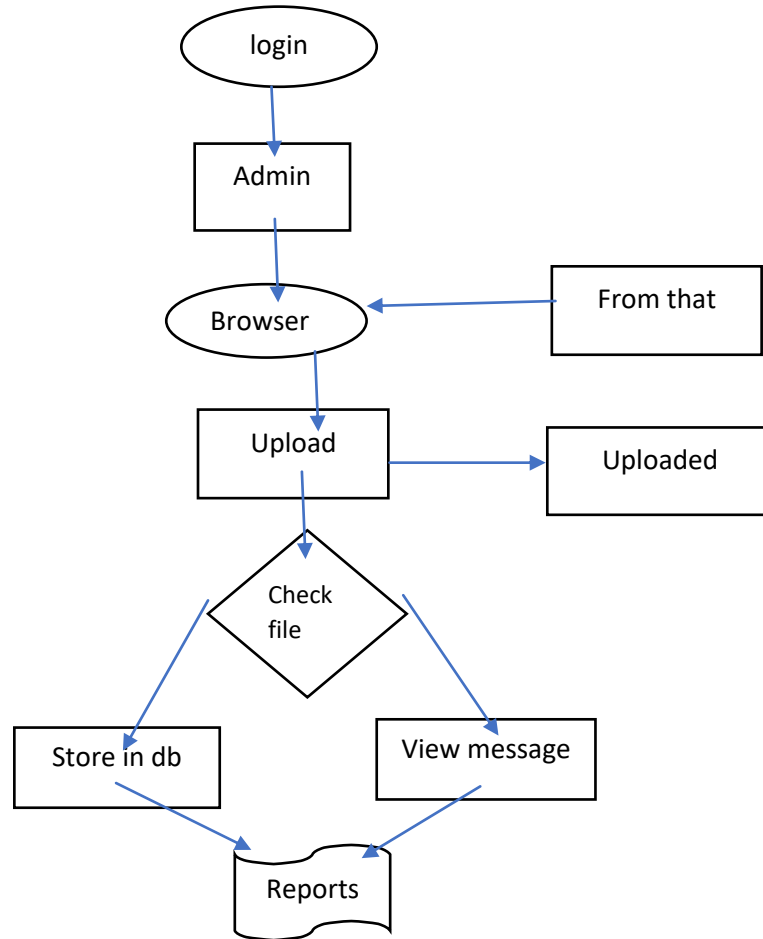 login
Admin
Browser
From that
Upload
Uploaded
Check
file
Store in db
View message
Reports